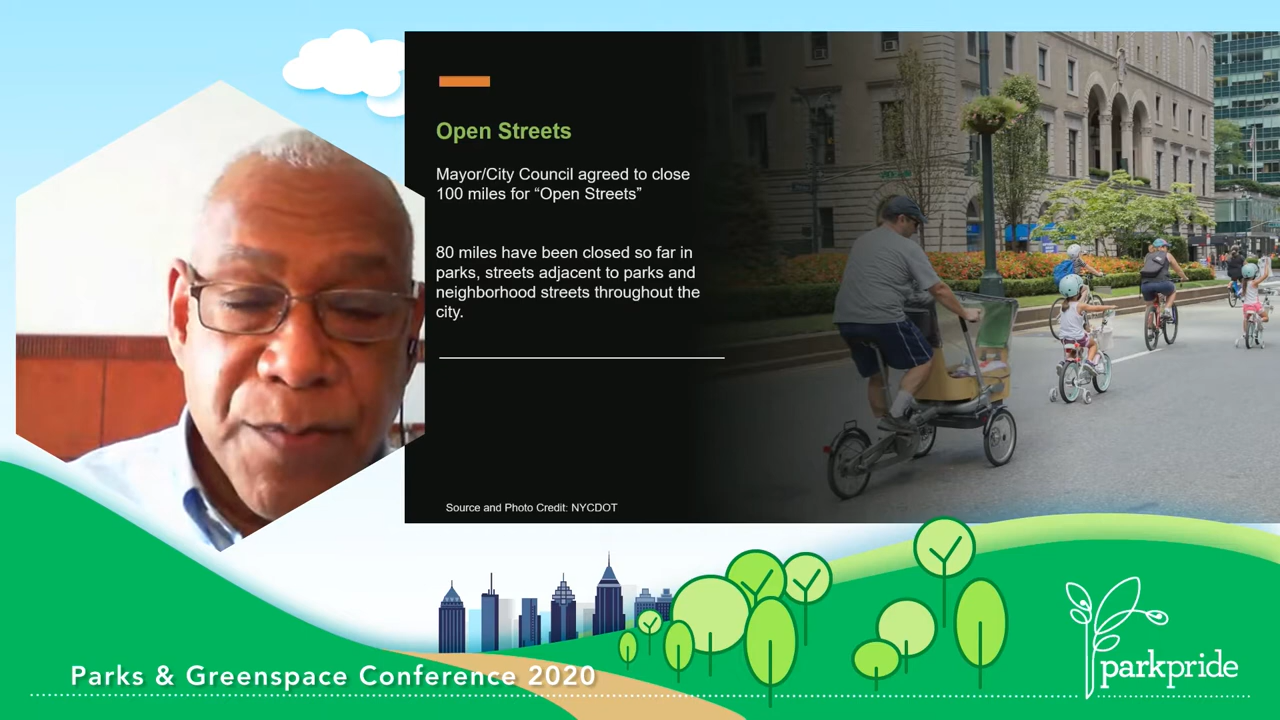 Open Streets
Mayor/City Council agreed to close
100 miles for “Open Streets”
80 miles have been closed so far in
parks, streets adjacent to parks and
neighborhood streets throughout the
city.
Source and Photo Credit: NYCDOT
Parks & Greenspace Conference 2020
parkpride